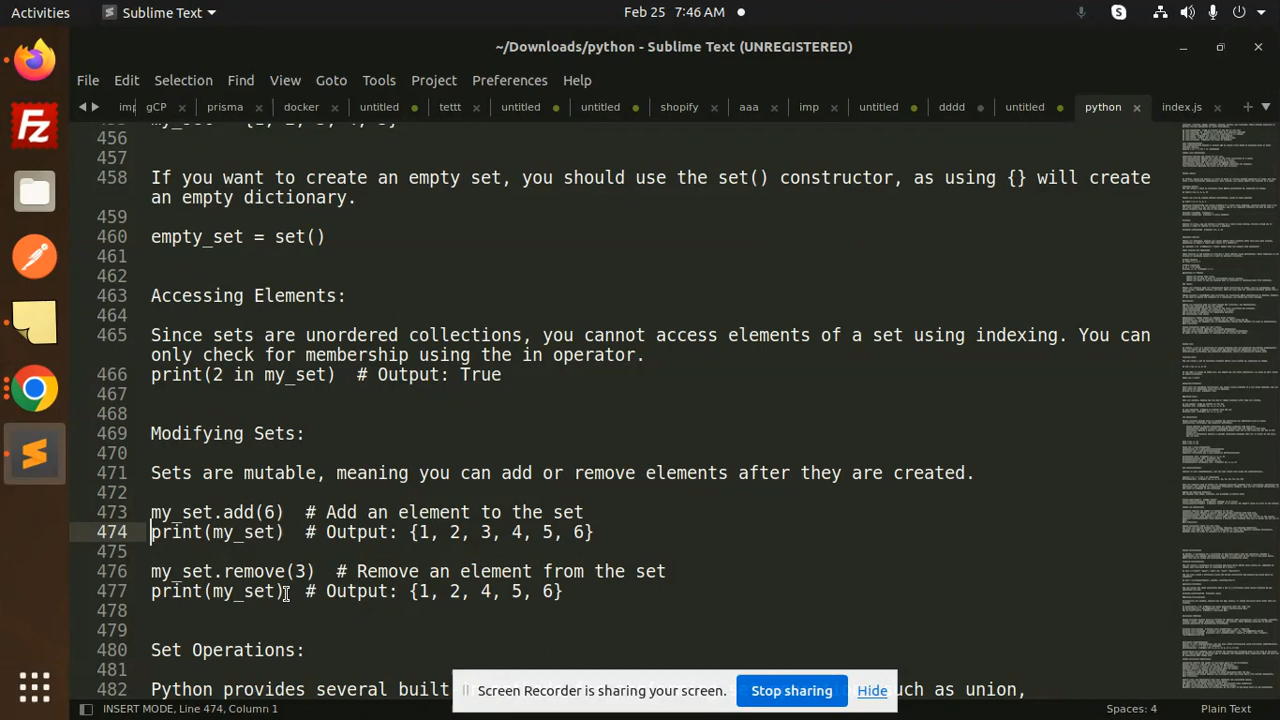 Activities
Sublime Text
Feb 25 7:46 AM
~/Downloads/python - Sublime Text (UNREGISTERED)
File Edit Selection Find View Goto Tools Project Preferences Help
gCP prisma docker untitled tettt untitled untitled shopify aaa imp untitled dddd untitled python index.js
456
457
458 If you want to create an empty set, you should use the set() constructor, as using {} will create
an empty dictionary.
459
460 empty_set = set()
461
462
463 Accessing Elements:
464
465 Since sets are unordered collections, you cannot access elements of a set using indexing. You can
only check for membership using the in operator.
466 print(2 in my_set)  # Output: True
467
468
469 Modifying Sets:
470
471 Sets are mutable, meaning you can add or remove elements after they are created.
472
473 my_set.add(6)  # Add an element to the set
474 print(my_set)  # Output: {1, 2, 3, 4, 5, 6}
475
476 my_set.remove(3)  # Remove an element from the set
477 print(my_set)  # Output: {1, 2, 4, 5, 6}
478
479
480 Set Operations:
481
482 Python provides several built
such as union,
Screen Recorder is sharing your screen. Stop sharing Hide
INSERT MODE, Line 474, Column 1
Spaces: 4
Plain Text